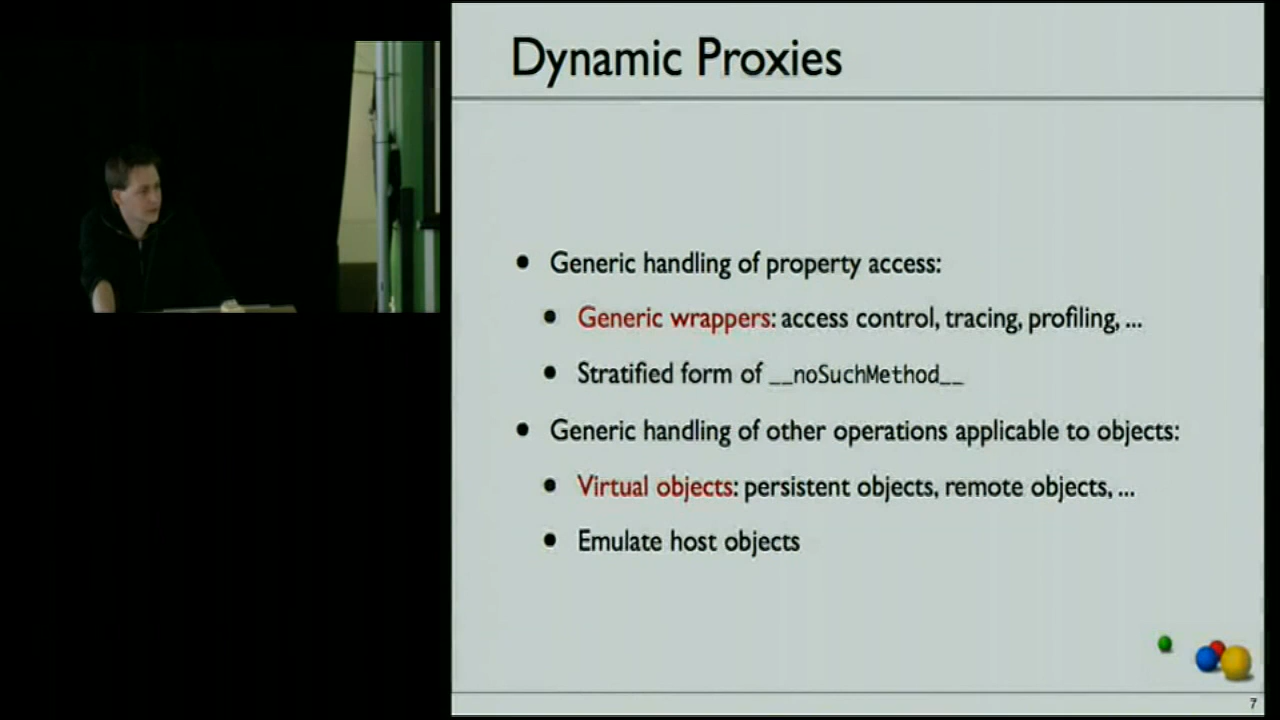 Dynamic Proxies
• Generic handling of property access:
• Generic wrappers: access control, tracing, profiling, ...
• Stratified form of __noSuchMethod__
• Generic handling of other operations applicable to objects:
• Virtual objects: persistent objects, remote objects, ...
• Emulate host objects
7